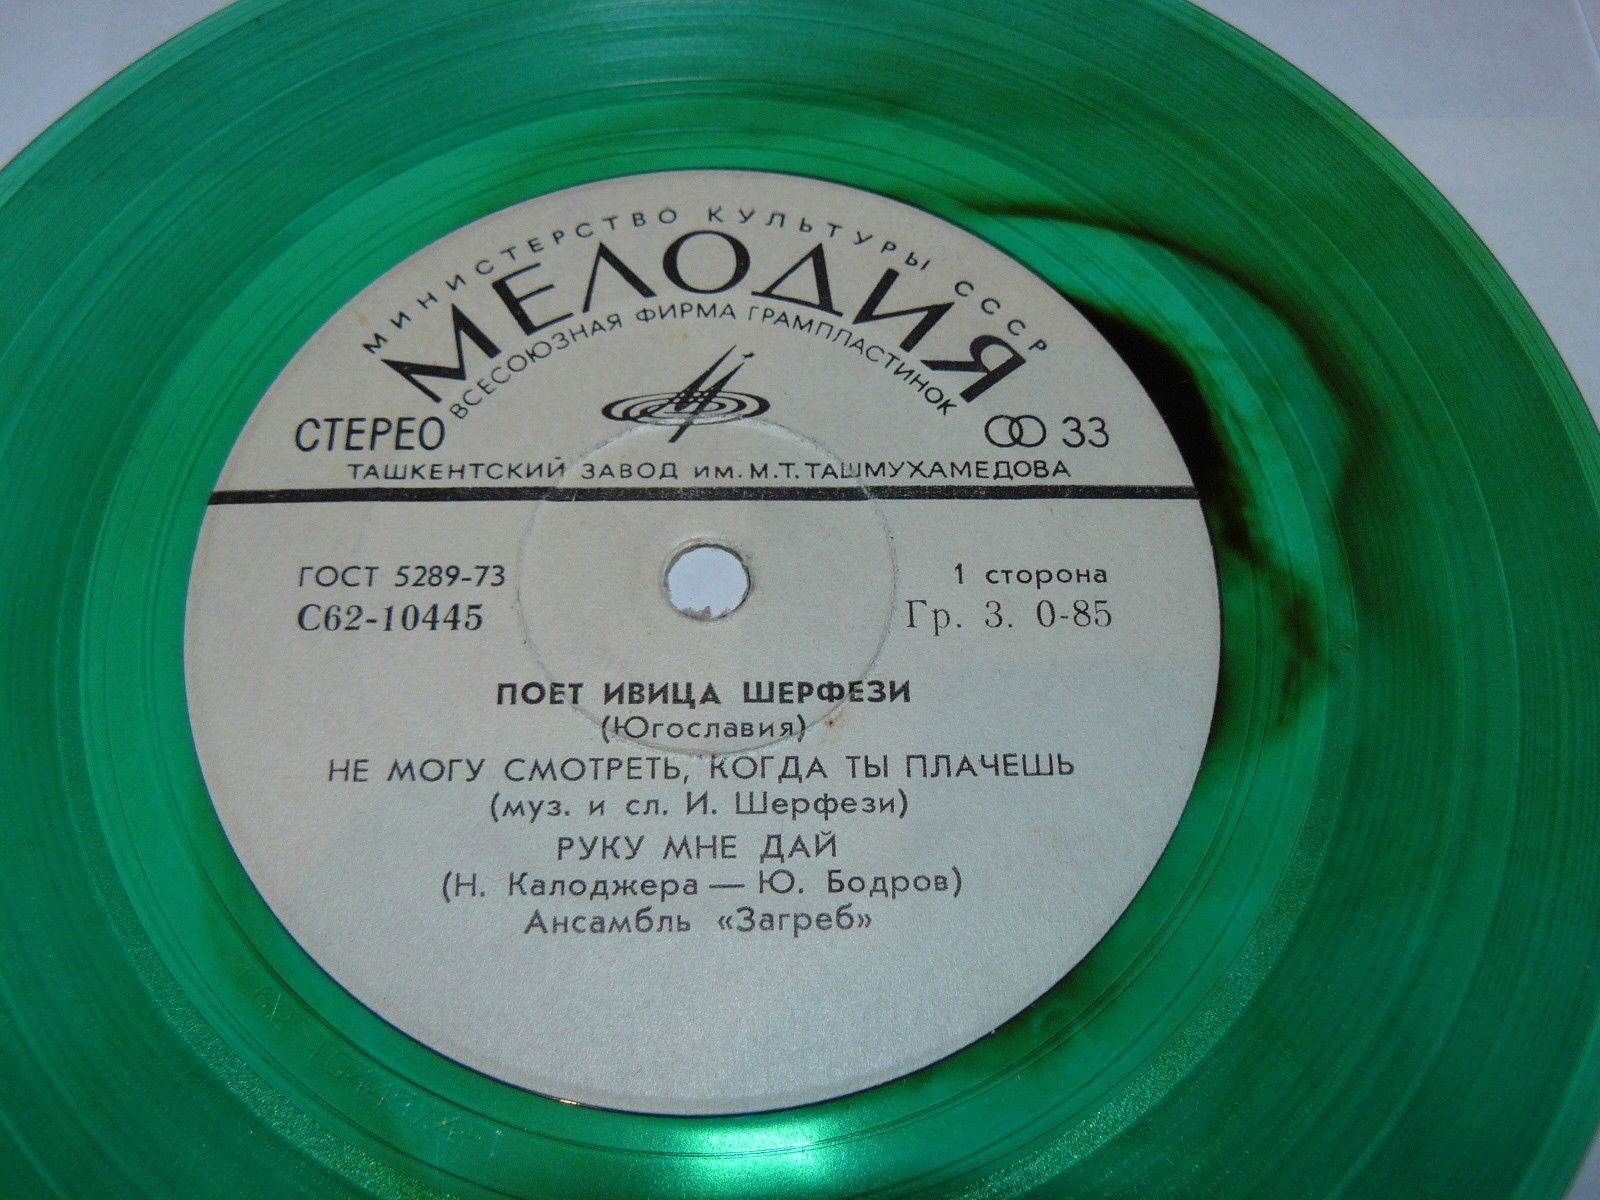 МИНИСТЕРСТВО КУЛЬТУРЫ СССР
МЕЛОДИЯ
ВСЕСОЮЗНАЯ ФИРМА ГРАМПЛАСТИНОК
СТЕРЕО 33
ТАШКЕНТСКИЙ ЗАВОД ИМ. М.Т. ТАШМУХАМЕДОВА
ГОСТ 5289-73 1 сторона
С62-10445 Гр. 3. 0-85
ПОЕТ ИВИЦА ШЕРФЕЗИ
(Югославия)
НЕ МОГУ СМОТРЕТЬ, КОГДА ТЫ ПЛАЧЕШЬ
(муз. и сл. И. Шерфези)
РУКУ МНЕ ДАЙ
(Н. Калоджера — Ю. Бодров)
Ансамбль «Загреб»